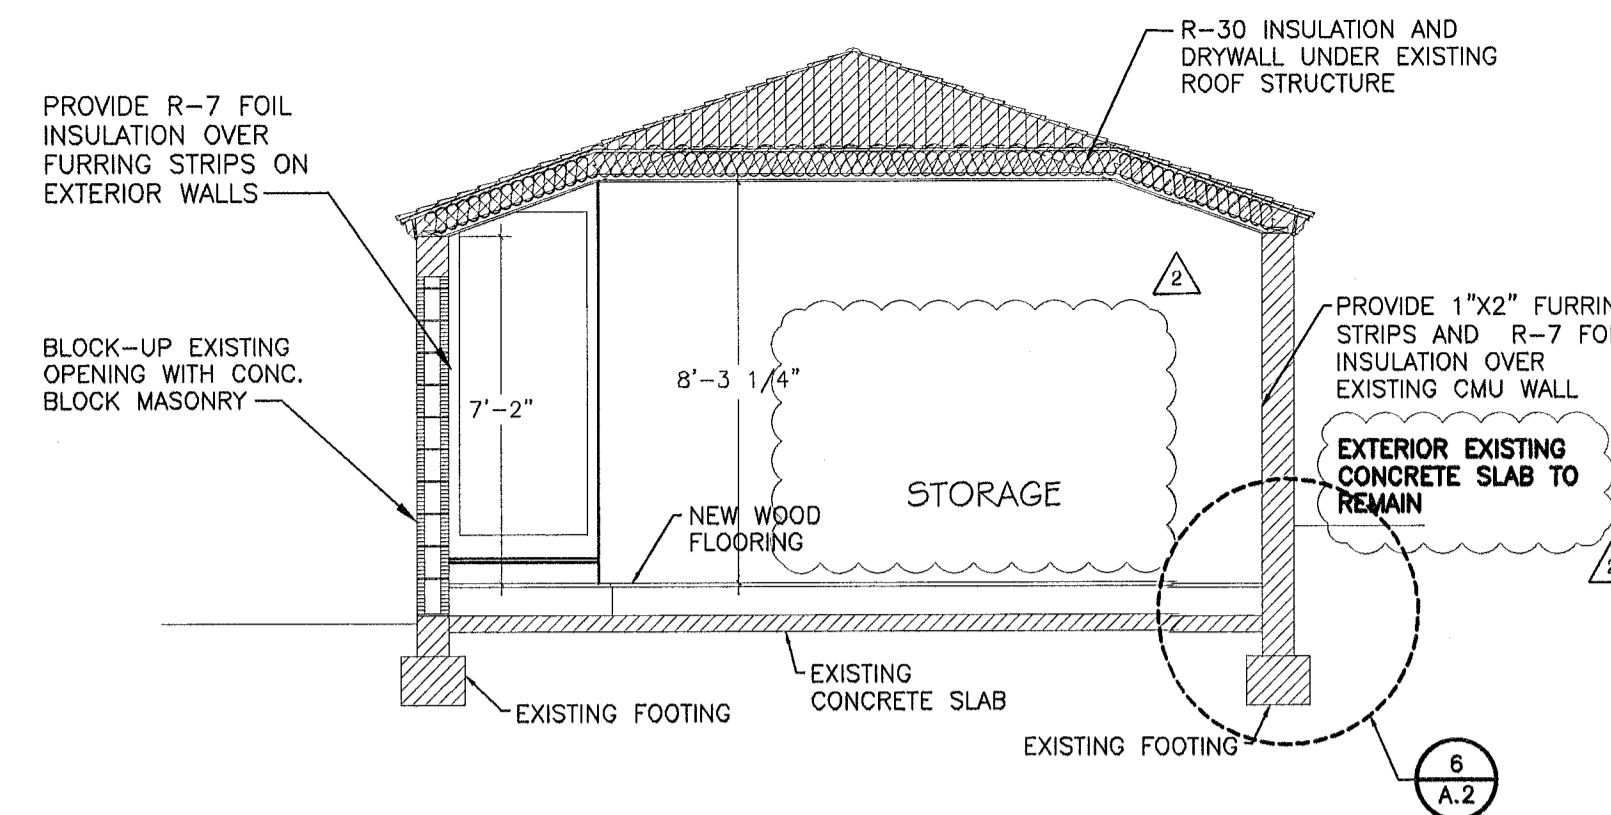 R-30 INSULATION AND
DRYWALL UNDER EXISTING
ROOF STRUCTURE
PROVIDE R-7 FOIL
INSULATION OVER
FURRING STRIPS ON
EXTERIOR WALLS
2
PROVIDE 1"X2" FURRIN
STRIPS AND R-7 FO
INSULATION OVER
EXISTING CMU WALL
BLOCK-UP EXISTING
OPENING WITH CONC.
BLOCK MASONRY
8'-3 1/4"
7'-2"
EXTERIOR EXISTING
CONCRETE SLAB TO
REMAIN
STORAGE
NEW WOOD
FLOORING
2
EXISTING
CONCRETE SLAB
EXISTING FOOTING
EXISTING FOOTING
6
A.2